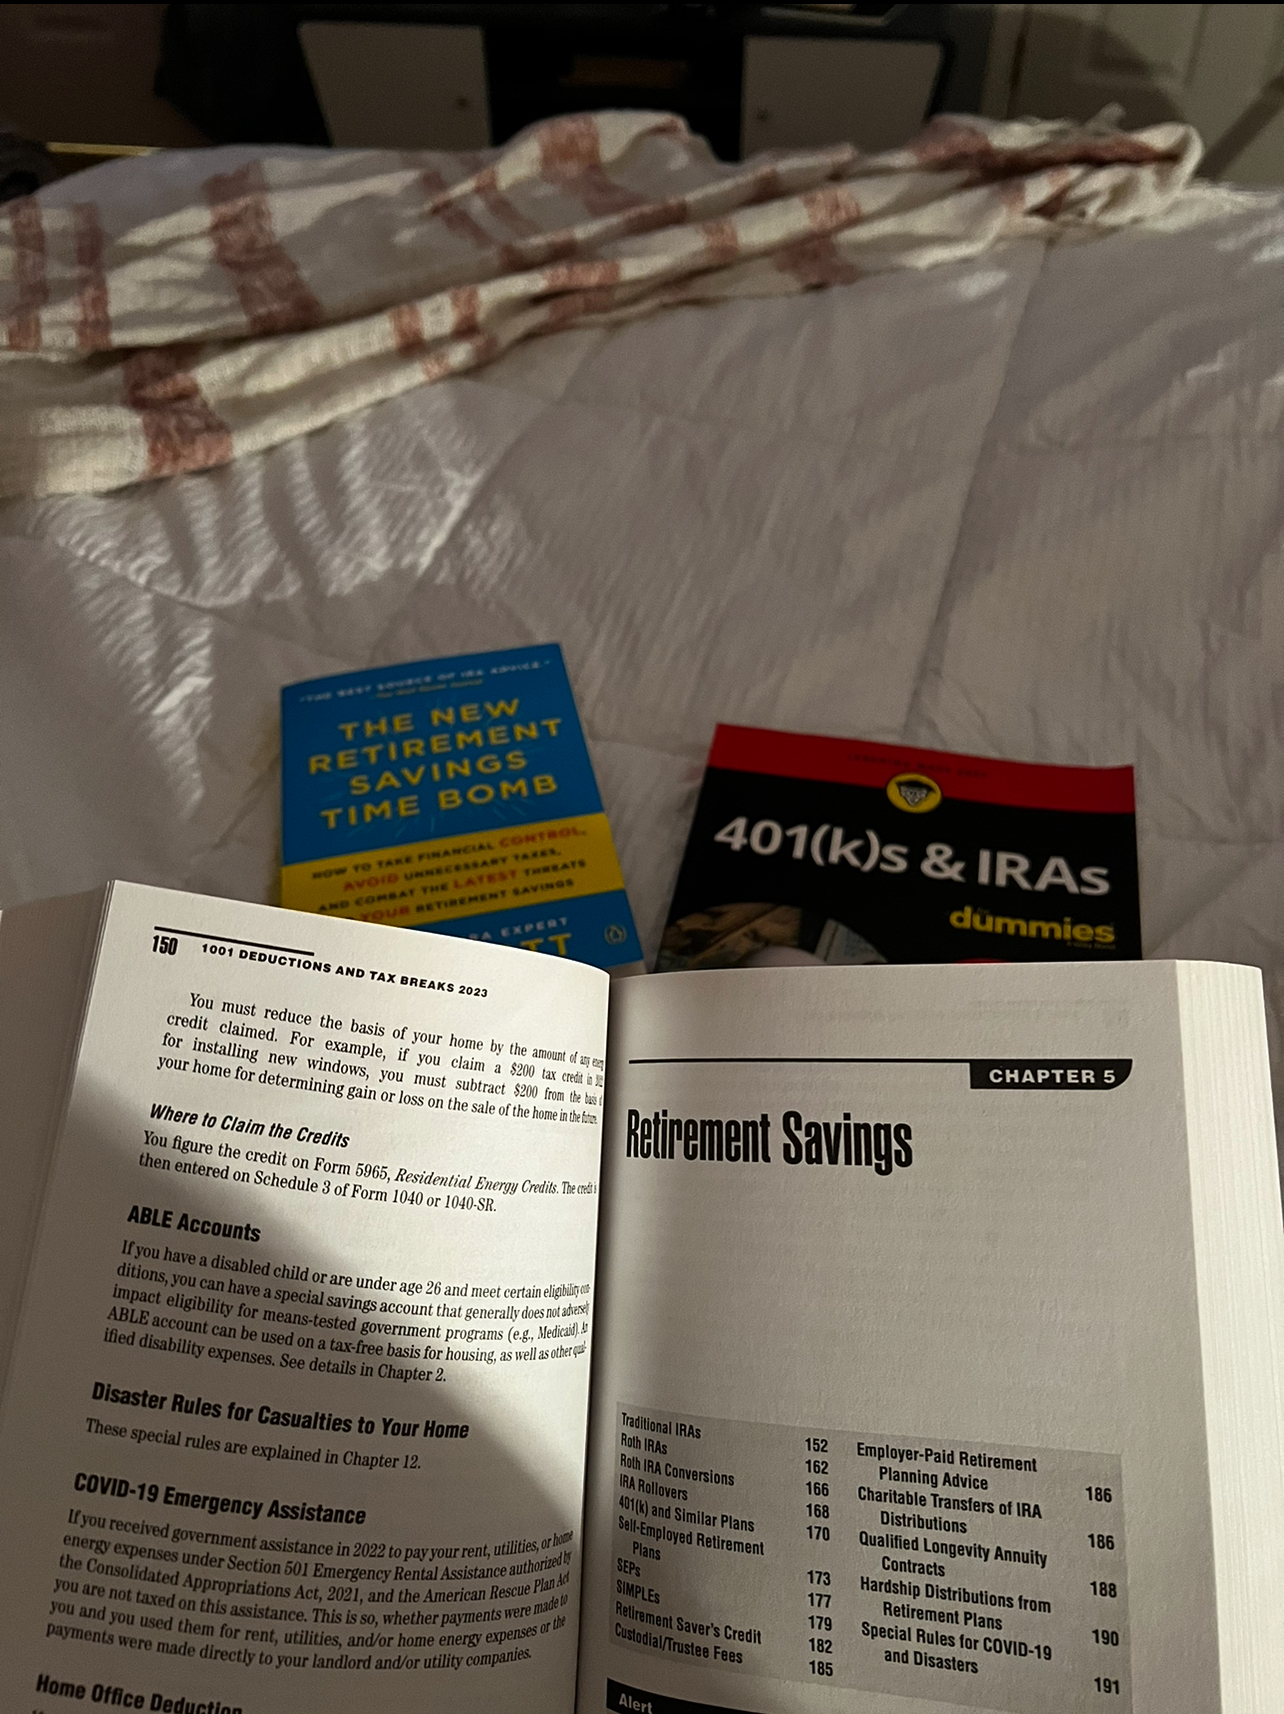 "THE BEST SOURCE OF IRA ADVICE."
The Wall Street Journal
THE NEW
RETIREMENT
SAVINGS
TIME BOMB
HOW TO TAKE FINANCIAL CONTROL,
AVOID UNNECESSARY TAXES,
AND COMBAT THE LATEST THREATS
YOUR RETIREMENT SAVINGS
EXPERT
401(k)s & IRAs
for
dummies
150 1001 DEDUCTIONS AND TAX BREAKS 2023
You must reduce the basis of your home by the amount of any energy
credit claimed. For example, if you claim a $200 tax credit in
for installing new windows, you must subtract $200 from the basis of
your home for determining gain or loss on the sale of the home in the future.
Where to Claim the Credits
You figure the credit on Form 5965, Residential Energy Credits. The credit is
then entered on Schedule 3 of Form 1040 or 1040-SR.
ABLE Accounts
If you have a disabled child or are under age 26 and meet certain eligibility con-
ditions, you can have a special savings account that generally does not adversely
impact eligibility for means-tested government programs (e.g., Medicaid). An
ABLE account can be used on a tax-free basis for housing, as well as other qual-
ified disability expenses. See details in Chapter 2.
Disaster Rules for Casualties to Your Home
These special rules are explained in Chapter 12.
COVID-19 Emergency Assistance
If you received government assistance in 2022 to pay your rent, utilities, or home
energy expenses under Section 501 Emergency Rental Assistance authorized by
the Consolidated Appropriations Act, 2021, and the American Rescue Plan Act
you are not taxed on this assistance. This is so, whether payments were made to
you and you used them for rent, utilities, and/or home energy expenses or the
payments were made directly to your landlord and/or utility companies.
Home Office Deduction
CHAPTER 5
Retirement Savings
Traditional IRAs 152
Roth IRAs 162
Roth IRA Conversions 166
IRA Rollovers 168
401(k) and Similar Plans 170
Self-Employed Retirement
Plans 173
SEPs 177
SIMPLEs 179
Retirement Saver's Credit 182
Custodial/Trustee Fees 185
Employer-Paid Retirement
Planning Advice 186
Charitable Transfers of IRA
Distributions 186
Qualified Longevity Annuity
Contracts 188
Hardship Distributions from
Retirement Plans 190
Special Rules for COVID-19
and Disasters 191
Alert